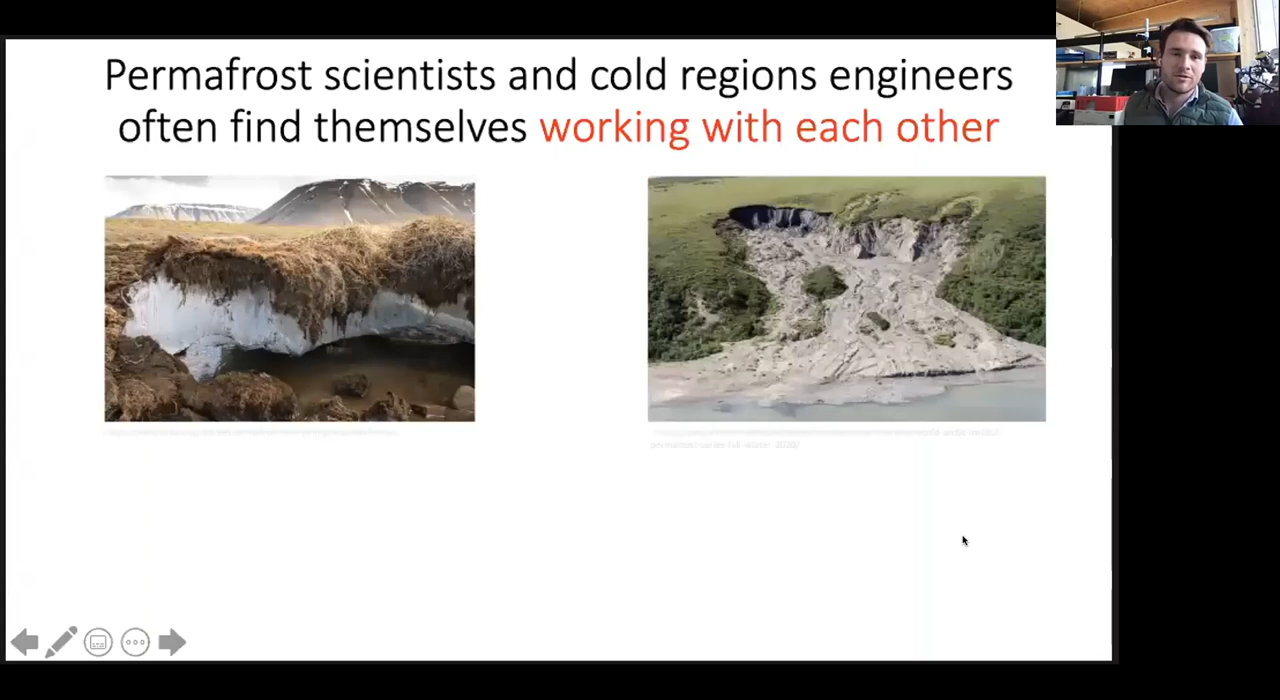 Permafrost scientists and cold regions engineers
often find themselves working with each other